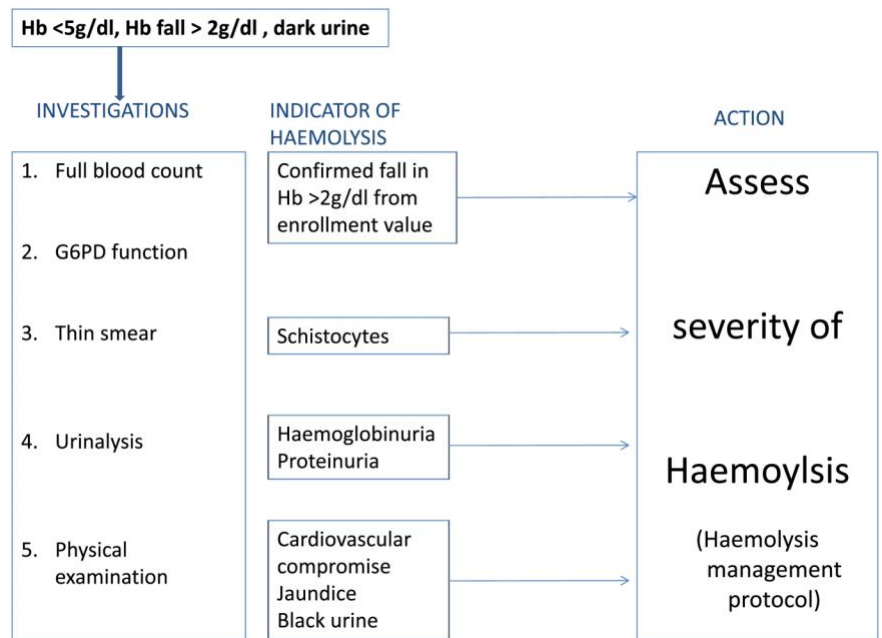 Hb <5g/dl, Hb fall > 2g/dl , dark urine
INVESTIGATIONS
INDICATOR OF
HAEMOLYSIS
ACTION
1. Full blood count
2. G6PD function
3. Thin smear
4. Urinalysis
5. Physical
examination
Confirmed fall in
Hb >2g/dl from
enrollment value
Schistocytes
Haemoglobinuria
Proteinuria
Cardiovascular
compromise
Jaundice
Black urine
Assess
severity of
Haemoylsis
(Haemolysis
management
protocol)